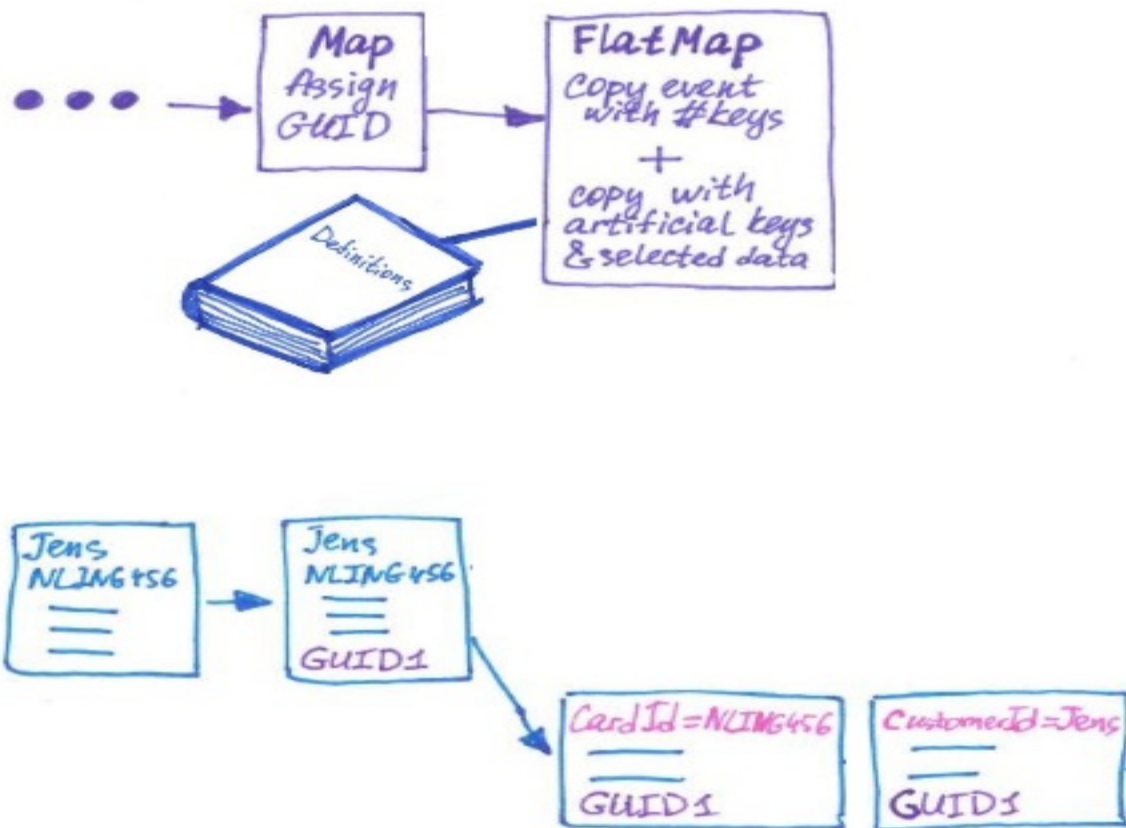 Map
Assign
GUID
FlatMap
Copy event
with #keys
+
copy with
artificial keys
& selected data
Definitions
Jens
NLING456
Jens
NLING456
GUID1
CardId=NLING456
GUID1
CustomerId=Jens
GUID1